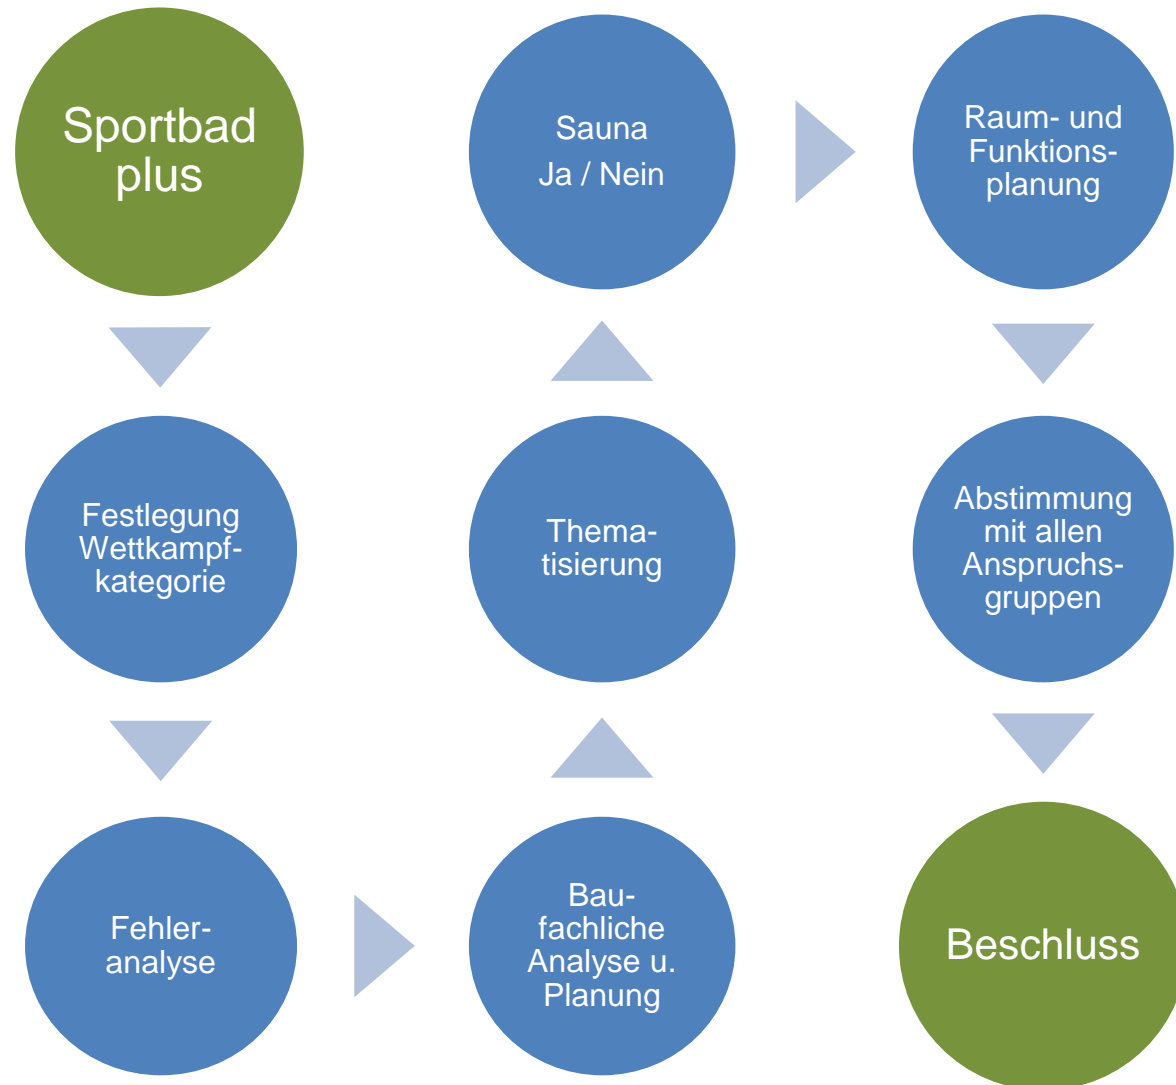 Sportbad
plus
Festlegung
Wettkampf-
kategorie
Fehler-
analyse
Bau-
fachliche
Analyse u.
Planung
Thema-
tisierung
Sauna
Ja / Nein
Raum- und
Funktions-
planung
Abstimmung
mit allen
Anspruchs-
gruppen
Beschluss